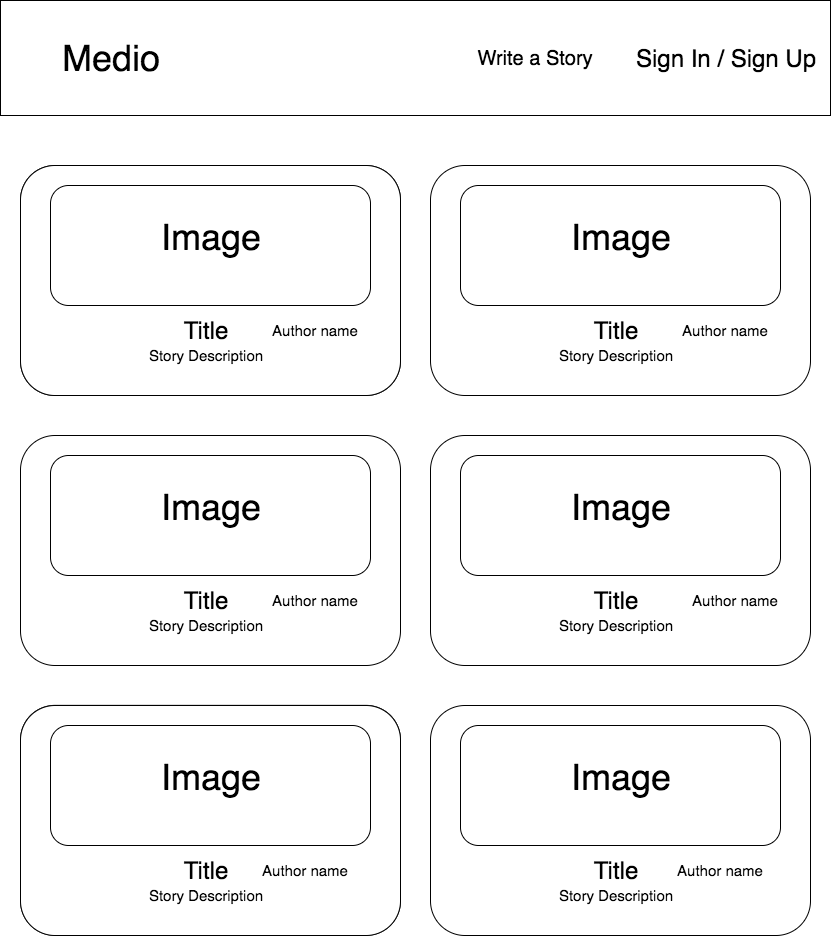 Medio
Write a Story
Sign In / Sign Up
Image
Title
Author name
Story Description
Image
Title
Author name
Story Description
Image
Title
Author name
Story Description
Image
Title
Author name
Story Description
Image
Title
Author name
Story Description
Image
Title
Author name
Story Description